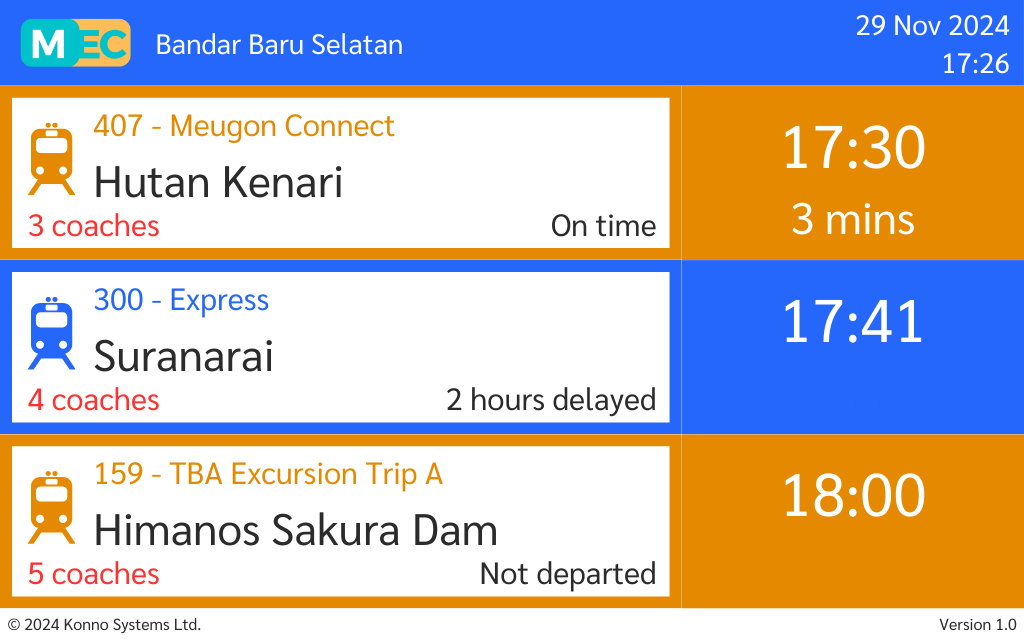 MEC
Bandar Baru Selatan
29 Nov 2024
17:26
407 - Meugon Connect
Hutan Kenari
3 coaches
On time
17:30
3 mins
300 - Express
Suranarai
4 coaches
2 hours delayed
17:41
159 - TBA Excursion Trip A
Himanos Sakura Dam
5 coaches
Not departed
18:00
© 2024 Konno Systems Ltd.
Version 1.0